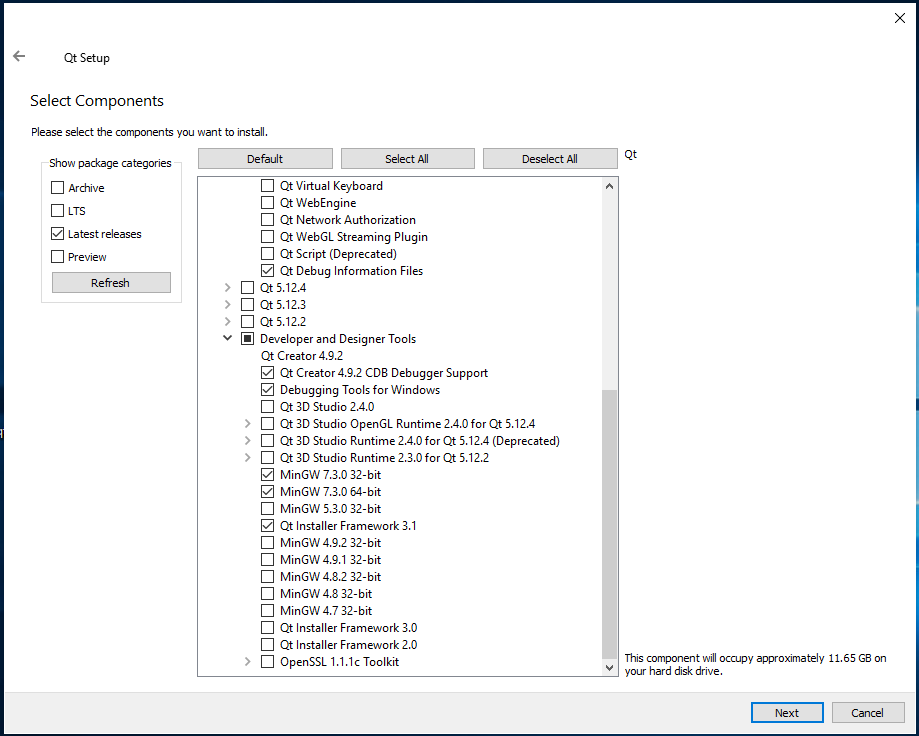 Qt Setup
Select Components
Please select the components you want to install.
Show package categories
Archive
LTS
Latest releases
Preview
Refresh
Default
Select All
Deselect All
Qt
Qt Virtual Keyboard
Qt WebEngine
Qt Network Authorization
Qt WebGL Streaming Plugin
Qt Script (Deprecated)
Qt Debug Information Files
Qt 5.12.4
Qt 5.12.3
Qt 5.12.2
Developer and Designer Tools
Qt Creator 4.9.2
Qt Creator 4.9.2 CDB Debugger Support
Debugging Tools for Windows
Qt 3D Studio 2.4.0
Qt 3D Studio OpenGL Runtime 2.4.0 for Qt 5.12.4
Qt 3D Studio Runtime 2.4.0 for Qt 5.12.4 (Deprecated)
Qt 3D Studio Runtime 2.3.0 for Qt 5.12.2
MinGW 7.3.0 32-bit
MinGW 7.3.0 64-bit
MinGW 5.3.0 32-bit
Qt Installer Framework 3.1
MinGW 4.9.2 32-bit
MinGW 4.9.1 32-bit
MinGW 4.8.2 32-bit
MinGW 4.8 32-bit
MinGW 4.7 32-bit
Qt Installer Framework 3.0
Qt Installer Framework 2.0
OpenSSL 1.1.1c Toolkit
This component will occupy approximately 11.65 GB on
your hard disk drive.
Next
Cancel